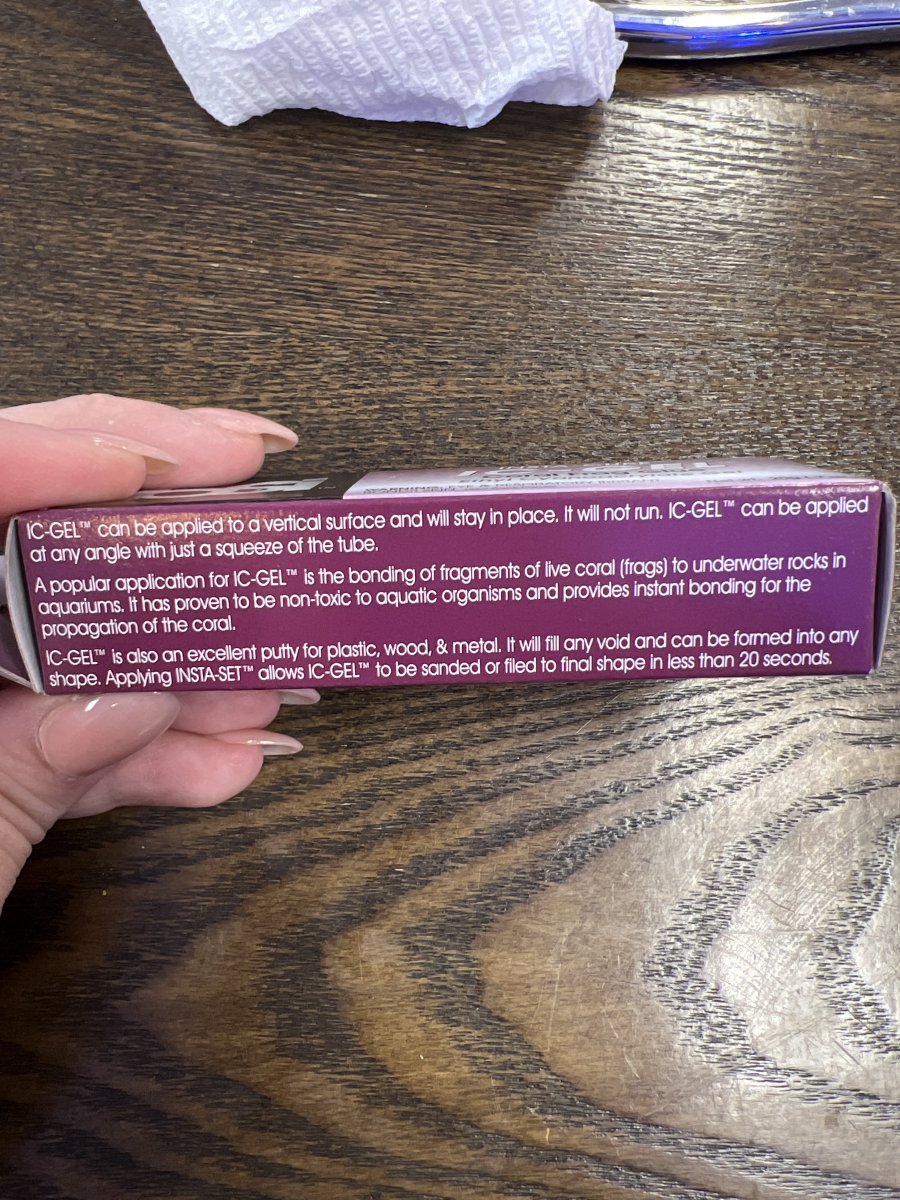 IC-GEL™ can be applied to a vertical surface and will stay in place. It will not run. IC-GEL™ can be applied
at any angle with just a squeeze of the tube.
A popular application for IC-GEL™ is the bonding of fragments of live coral (frags) to underwater rocks in
aquariums. It has proven to be non-toxic to aquatic organisms and provides instant bonding for the
propagation of the coral.
IC-GEL™ is also an excellent putty for plastic, wood, & metal. It will fill any void and can be formed into any
shape. Applying INSTA-SET™ allows IC-GEL™ to be sanded or filed to final shape in less than 20 seconds.